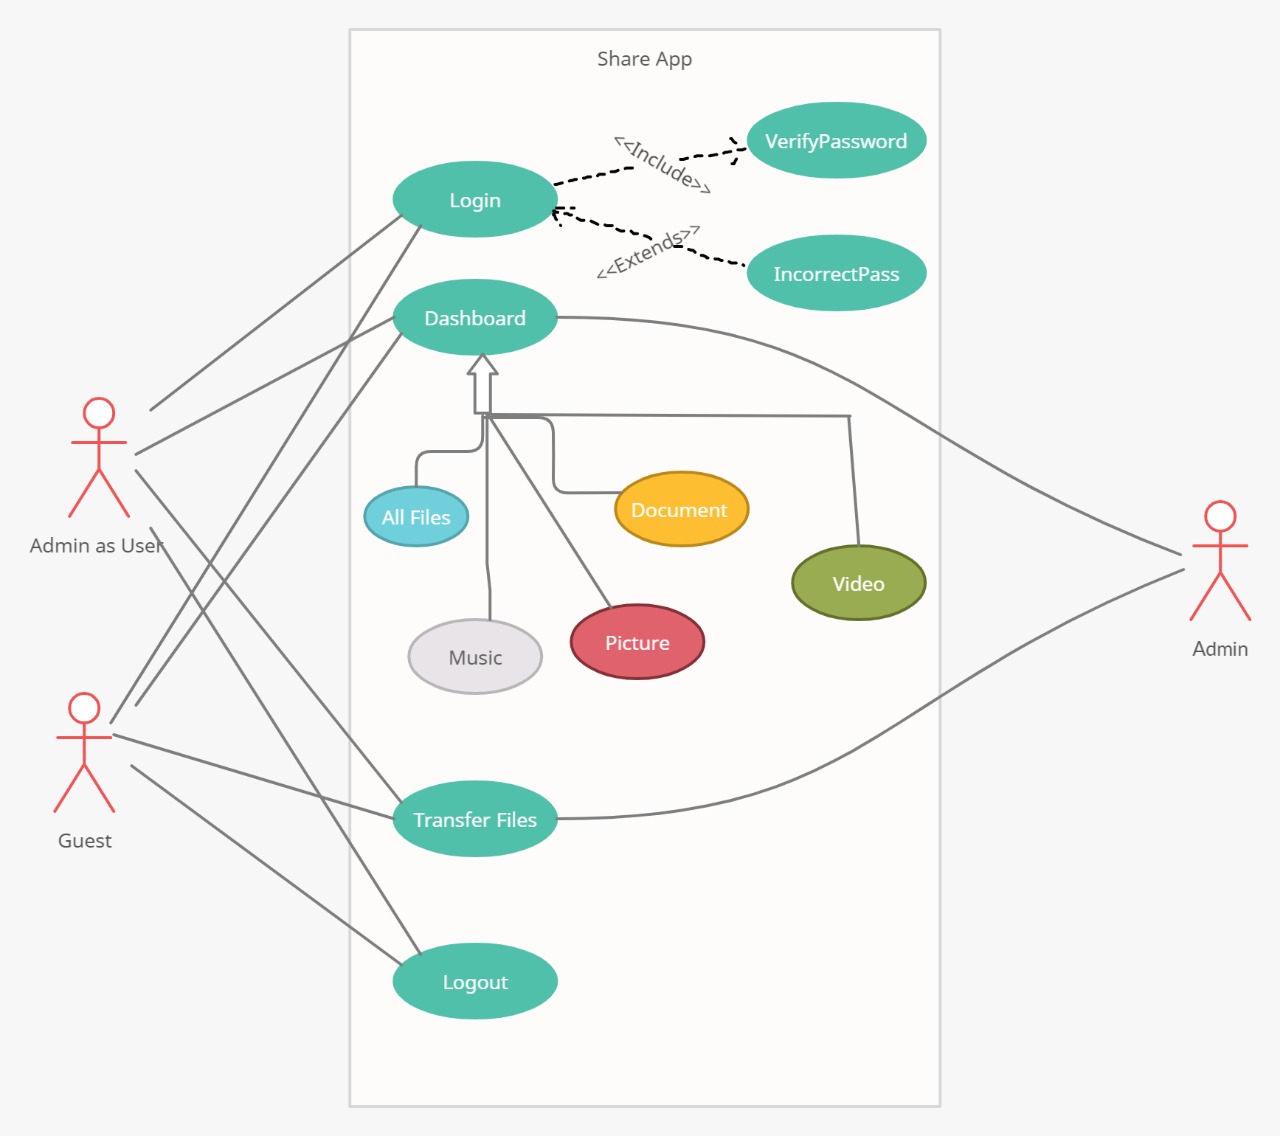 Share App
VerifyPassword
<<Include>>
Login
<<Extends>>
IncorrectPass
Dashboard
All Files
Document
Admin as User
Video
Music
Picture
Admin
Transfer Files
Guest
Logout